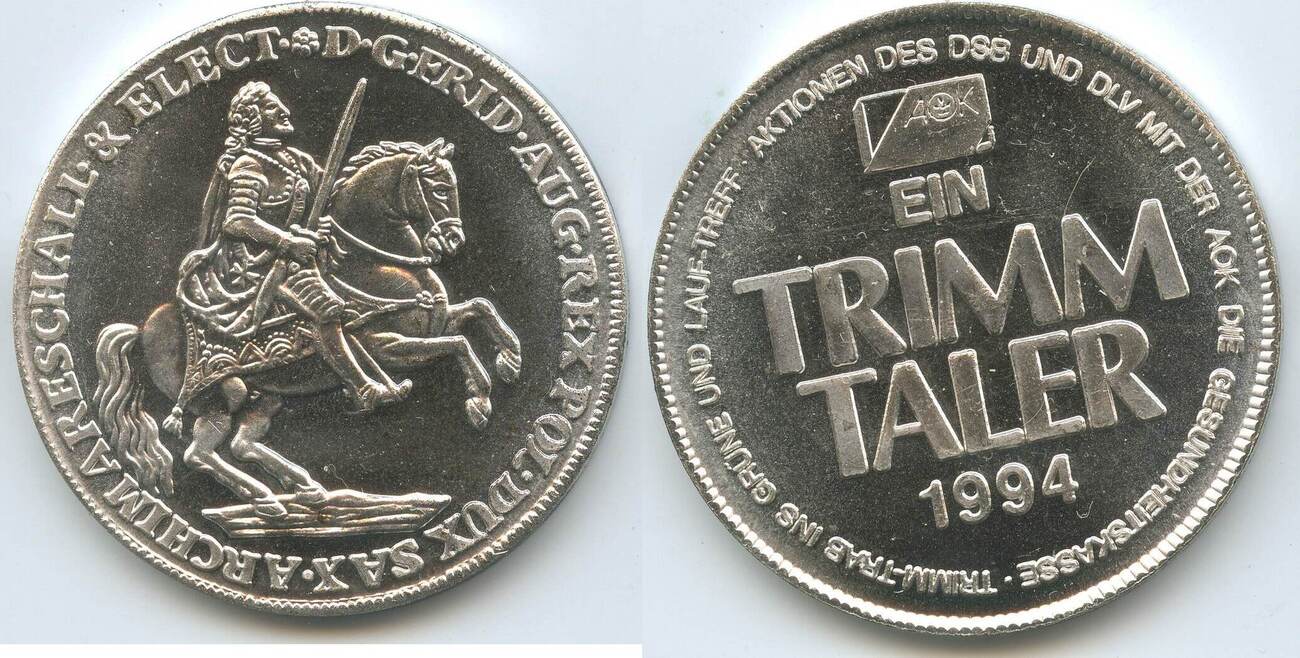 D·G·FRID·AUG·REX POL·DUX SAX·ARCHIMARESCHALL·& ELECT·
TRIMM-TRAB INS GRÜNE UND LAUF-TREFF · AKTIONEN DES DSB UND DLV MIT DER AOK DIE GESUNDHEITSKASSE ·
AOK
EIN
TRIMM
TALER
1994